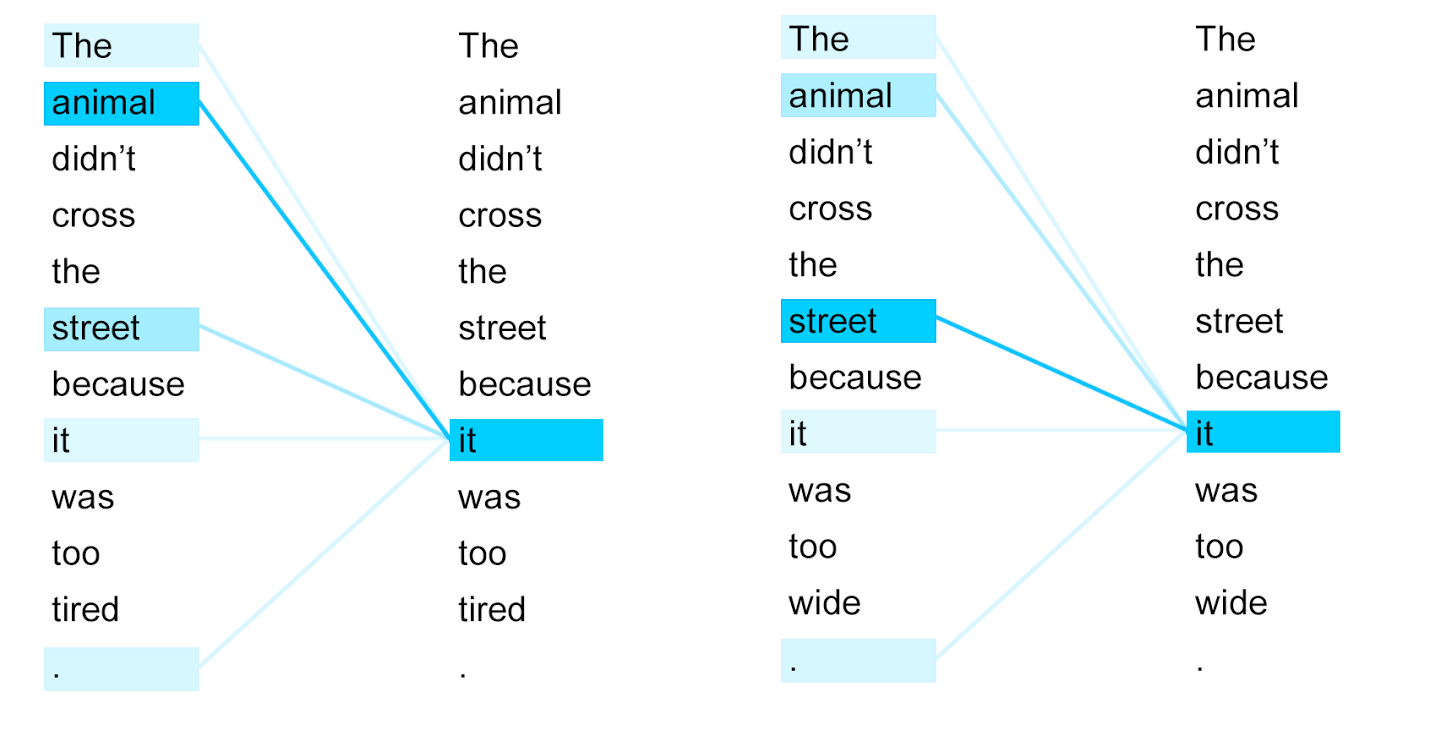 The
animal
didn’t
cross
the
street
because
it
was
too
tired
.
The
animal
didn’t
cross
the
street
because
it
was
too
tired
.
The
animal
didn’t
cross
the
street
because
it
was
too
wide
.
The
animal
didn’t
cross
the
street
because
it
was
too
wide
.